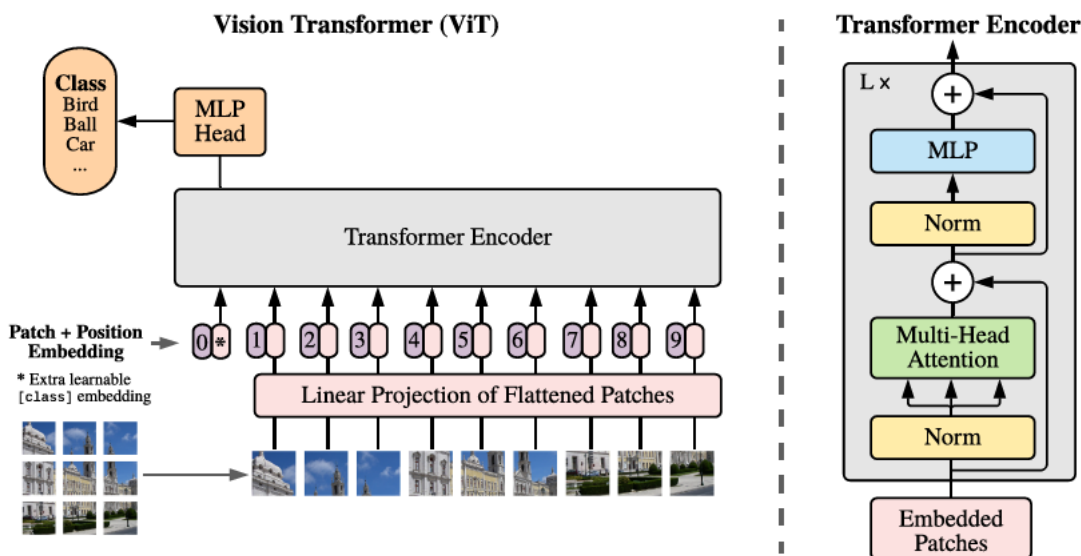 Vision Transformer (ViT)
Class
Bird
Ball
Car
...
MLP
Head
Transformer Encoder
Patch + Position
Embedding
0 * 1 2 3 4 5 6 7 8 9
* Extra learnable
[class] embedding
Linear Projection of Flattened Patches
Transformer Encoder
L x
+
MLP
Norm
+
Multi-Head
Attention
Norm
Embedded
Patches